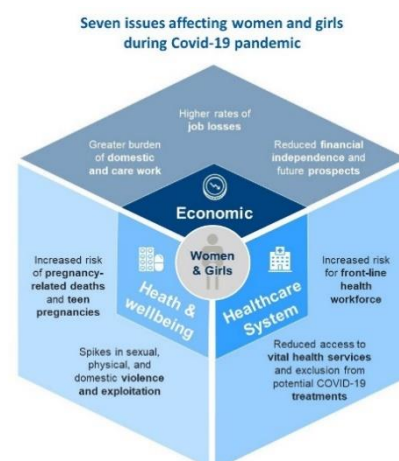 Seven issues affecting women and girls
during Covid-19 pandemic
Higher rates of
job losses
Greater burden
of domestic
and care work
Reduced financial
independence and
future prospects
Economic
Women
& Girls
Heath &
wellbeing
Healthcare
System
Increased risk
of pregnancy-
related deaths
and teen
pregnancies
Spikes in sexual,
physical, and
domestic violence
and exploitation
Increased risk
for front-line
health
workforce
Reduced access to
vital health services
and exclusion from
potential COVID-19
treatments